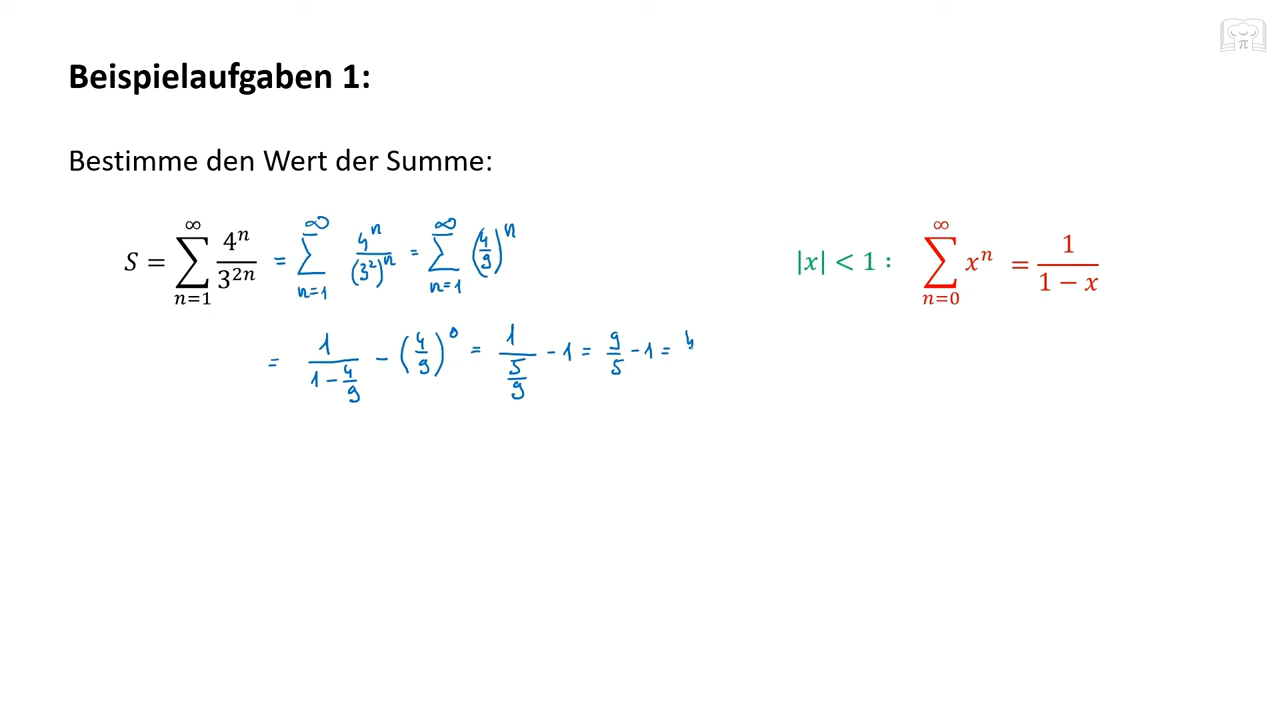 Beispielaufgaben 1:
Bestimme den Wert der Summe:
S = ∑_{n=1}^{∞} 4^n / 3^{2n} = ∑_{n=1}^{∞} 4^n / (3^2)^n = ∑_{n=1}^{∞} (4/9)^n
|x| < 1 : ∑_{n=0}^{∞} x^n = 1 / (1 − x)
= 1 / (1 − 4/9) − (4/9)^0 = 1 / (5/9) − 1 = 9/5 − 1 =